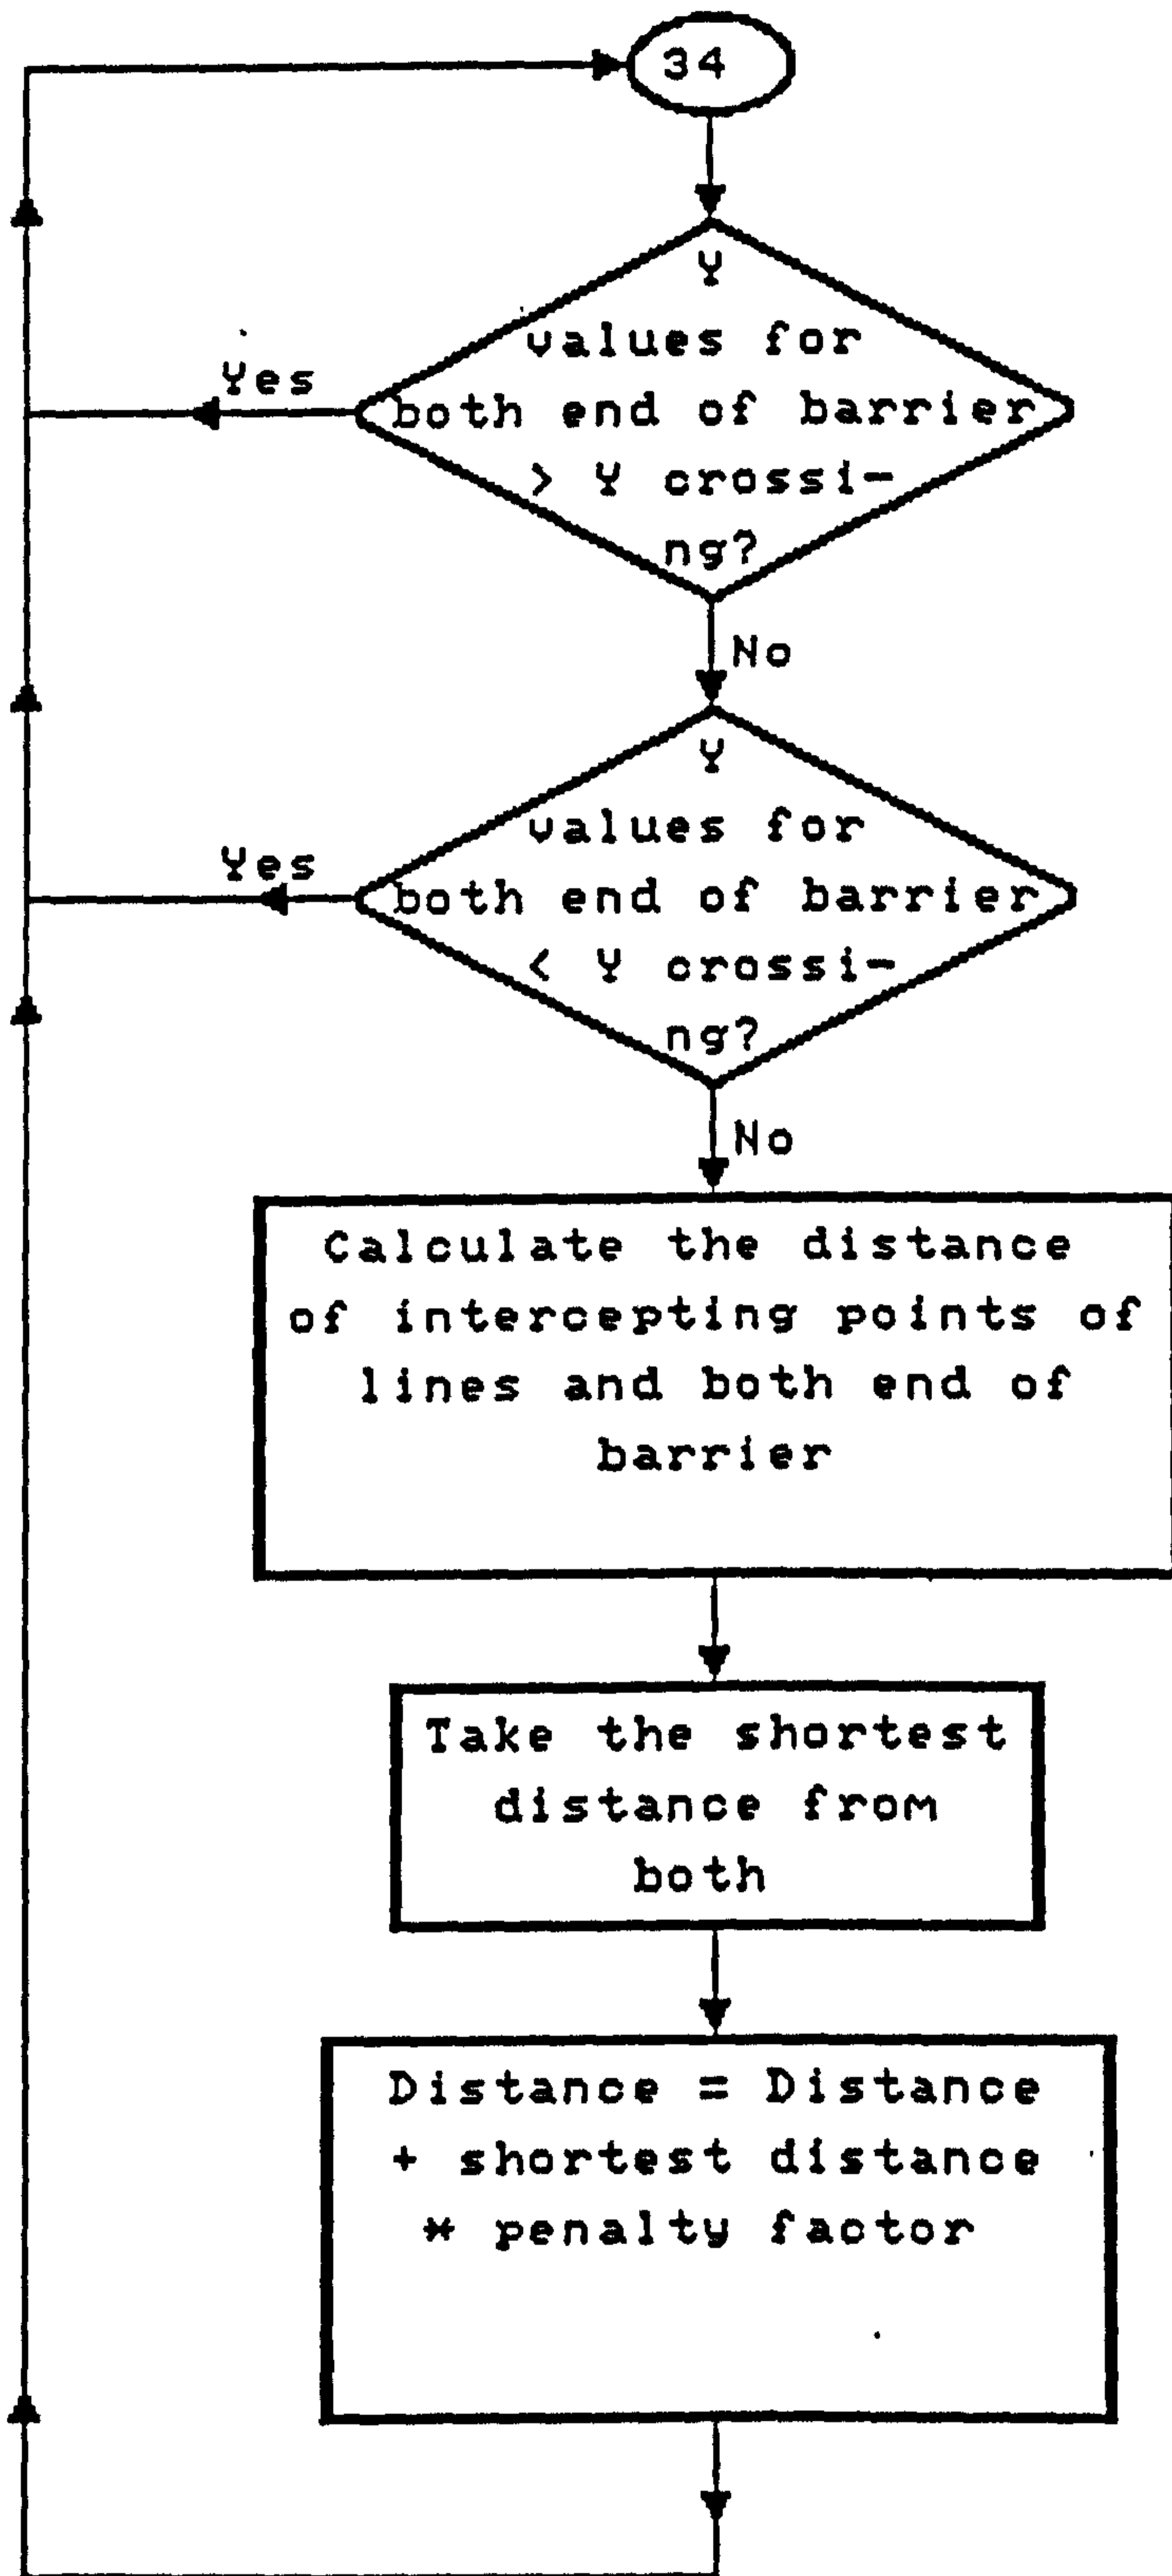 34
Y
values for
both end of barrier
> Y crossi-
ng?
Yes
No
Y
values for
both end of barrier
< Y crossi-
ng?
Yes
No
Calculate the distance
of intercepting points of
lines and both end of
barrier
Take the shortest
distance from
both
Distance = Distance
+ shortest distance
* penalty factor